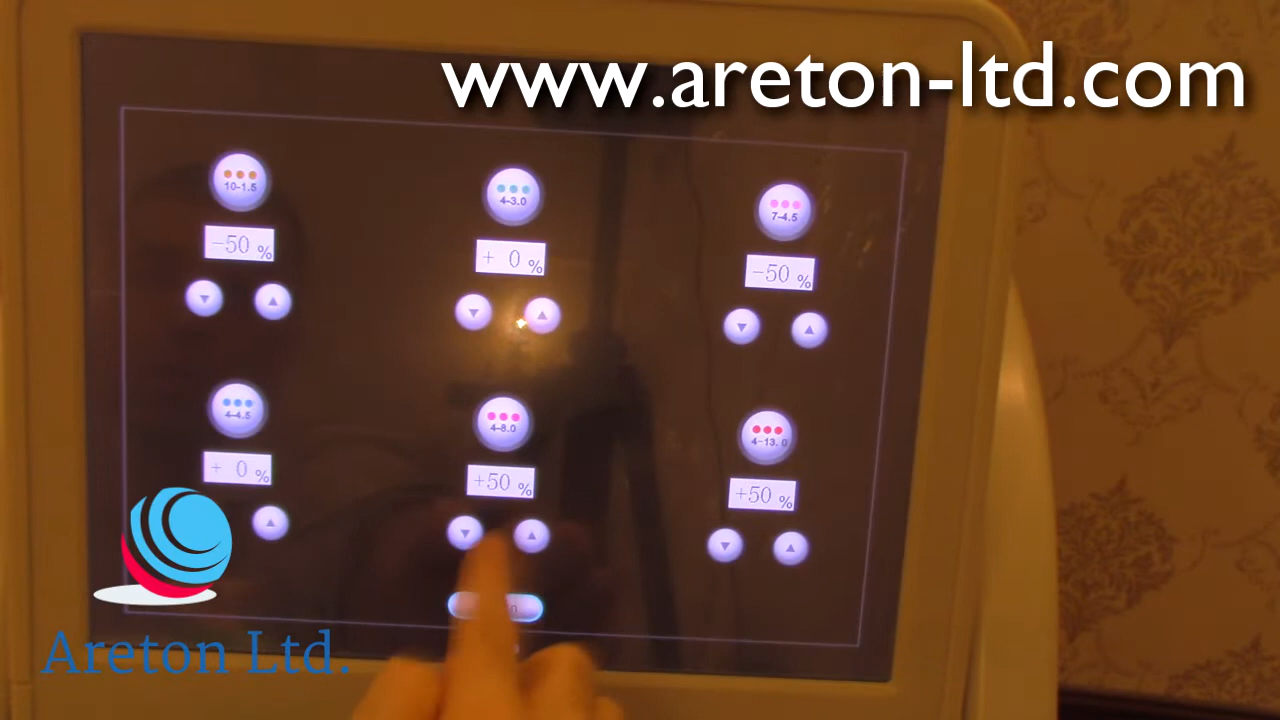 www.areton-ltd.com
10-1.5
-50 %
4-3.0
+ 0 %
7-4.5
-50 %
4-4.5
+ 0 %
4-8.0
+50 %
4-13.0
+50 %
Areton Ltd.